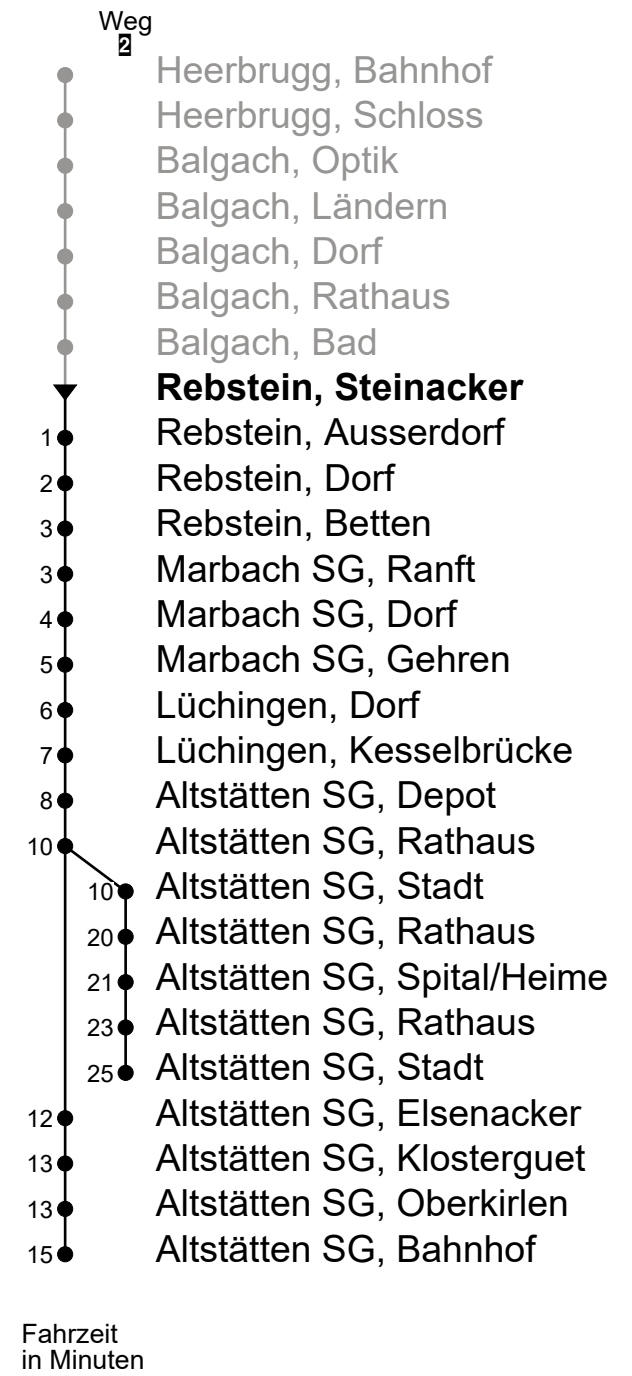 Weg
2
Heerbrugg, Bahnhof
Heerbrugg, Schloss
Balgach, Optik
Balgach, Ländern
Balgach, Dorf
Balgach, Rathaus
Balgach, Bad
Rebstein, Steinacker
1 Rebstein, Ausserdorf
2 Rebstein, Dorf
3 Rebstein, Betten
3 Marbach SG, Ranft
4 Marbach SG, Dorf
5 Marbach SG, Gehren
6 Lüchingen, Dorf
7 Lüchingen, Kesselbrücke
8 Altstätten SG, Depot
10 Altstätten SG, Rathaus
10 Altstätten SG, Stadt
20 Altstätten SG, Rathaus
21 Altstätten SG, Spital/Heime
23 Altstätten SG, Rathaus
25 Altstätten SG, Stadt
12 Altstätten SG, Elsenacker
13 Altstätten SG, Klosterguet
13 Altstätten SG, Oberkirlen
15 Altstätten SG, Bahnhof
Fahrzeit
in Minuten